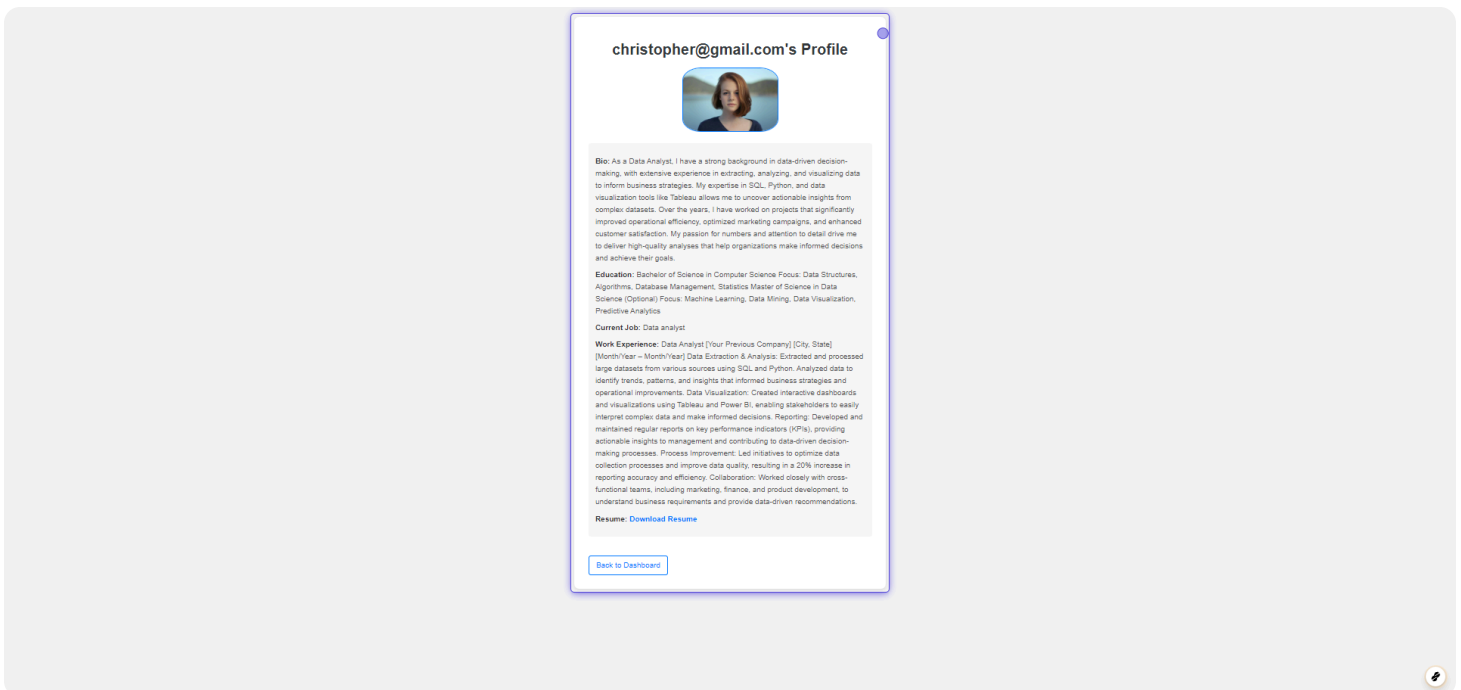 christopher@gmail.com's Profile
Bio: As a Data Analyst, I have a strong background in data-driven decision-
making, with extensive experience in extracting, analyzing, and visualizing data
to inform business strategies. My expertise in SQL, Python, and data
visualization tools like Tableau allows me to uncover actionable insights from
complex datasets. Over the years, I have worked on projects that significantly
improved operational efficiency, optimized marketing campaigns, and enhanced
customer satisfaction. My passion for numbers and attention to detail drive me
to deliver high-quality analyses that help organizations make informed decisions
and achieve their goals.
Education: Bachelor of Science in Computer Science Focus: Data Structures,
Algorithms, Database Management, Statistics Master of Science in Data
Science (Optional) Focus: Machine Learning, Data Mining, Data Visualization,
Predictive Analytics
Current Job: Data analyst
Work Experience: Data Analyst [Your Previous Company] [City, State]
[Month/Year – Month/Year] Data Extraction & Analysis: Extracted and processed
large datasets from various sources using SQL and Python. Analyzed data to
identify trends, patterns, and insights that informed business strategies and
operational improvements. Data Visualization: Created interactive dashboards
and visualizations using Tableau and Power BI, enabling stakeholders to easily
interpret complex data and make informed decisions. Reporting: Developed and
maintained regular reports on key performance indicators (KPIs), providing
actionable insights to management and contributing to data-driven decision-
making processes. Process Improvement: Led initiatives to optimize data
collection processes and improve data quality, resulting in a 20% increase in
reporting accuracy and efficiency. Collaboration: Worked closely with cross-
functional teams, including marketing, finance, and product development, to
understand business requirements and provide data-driven recommendations.
Resume: Download Resume
Back to Dashboard